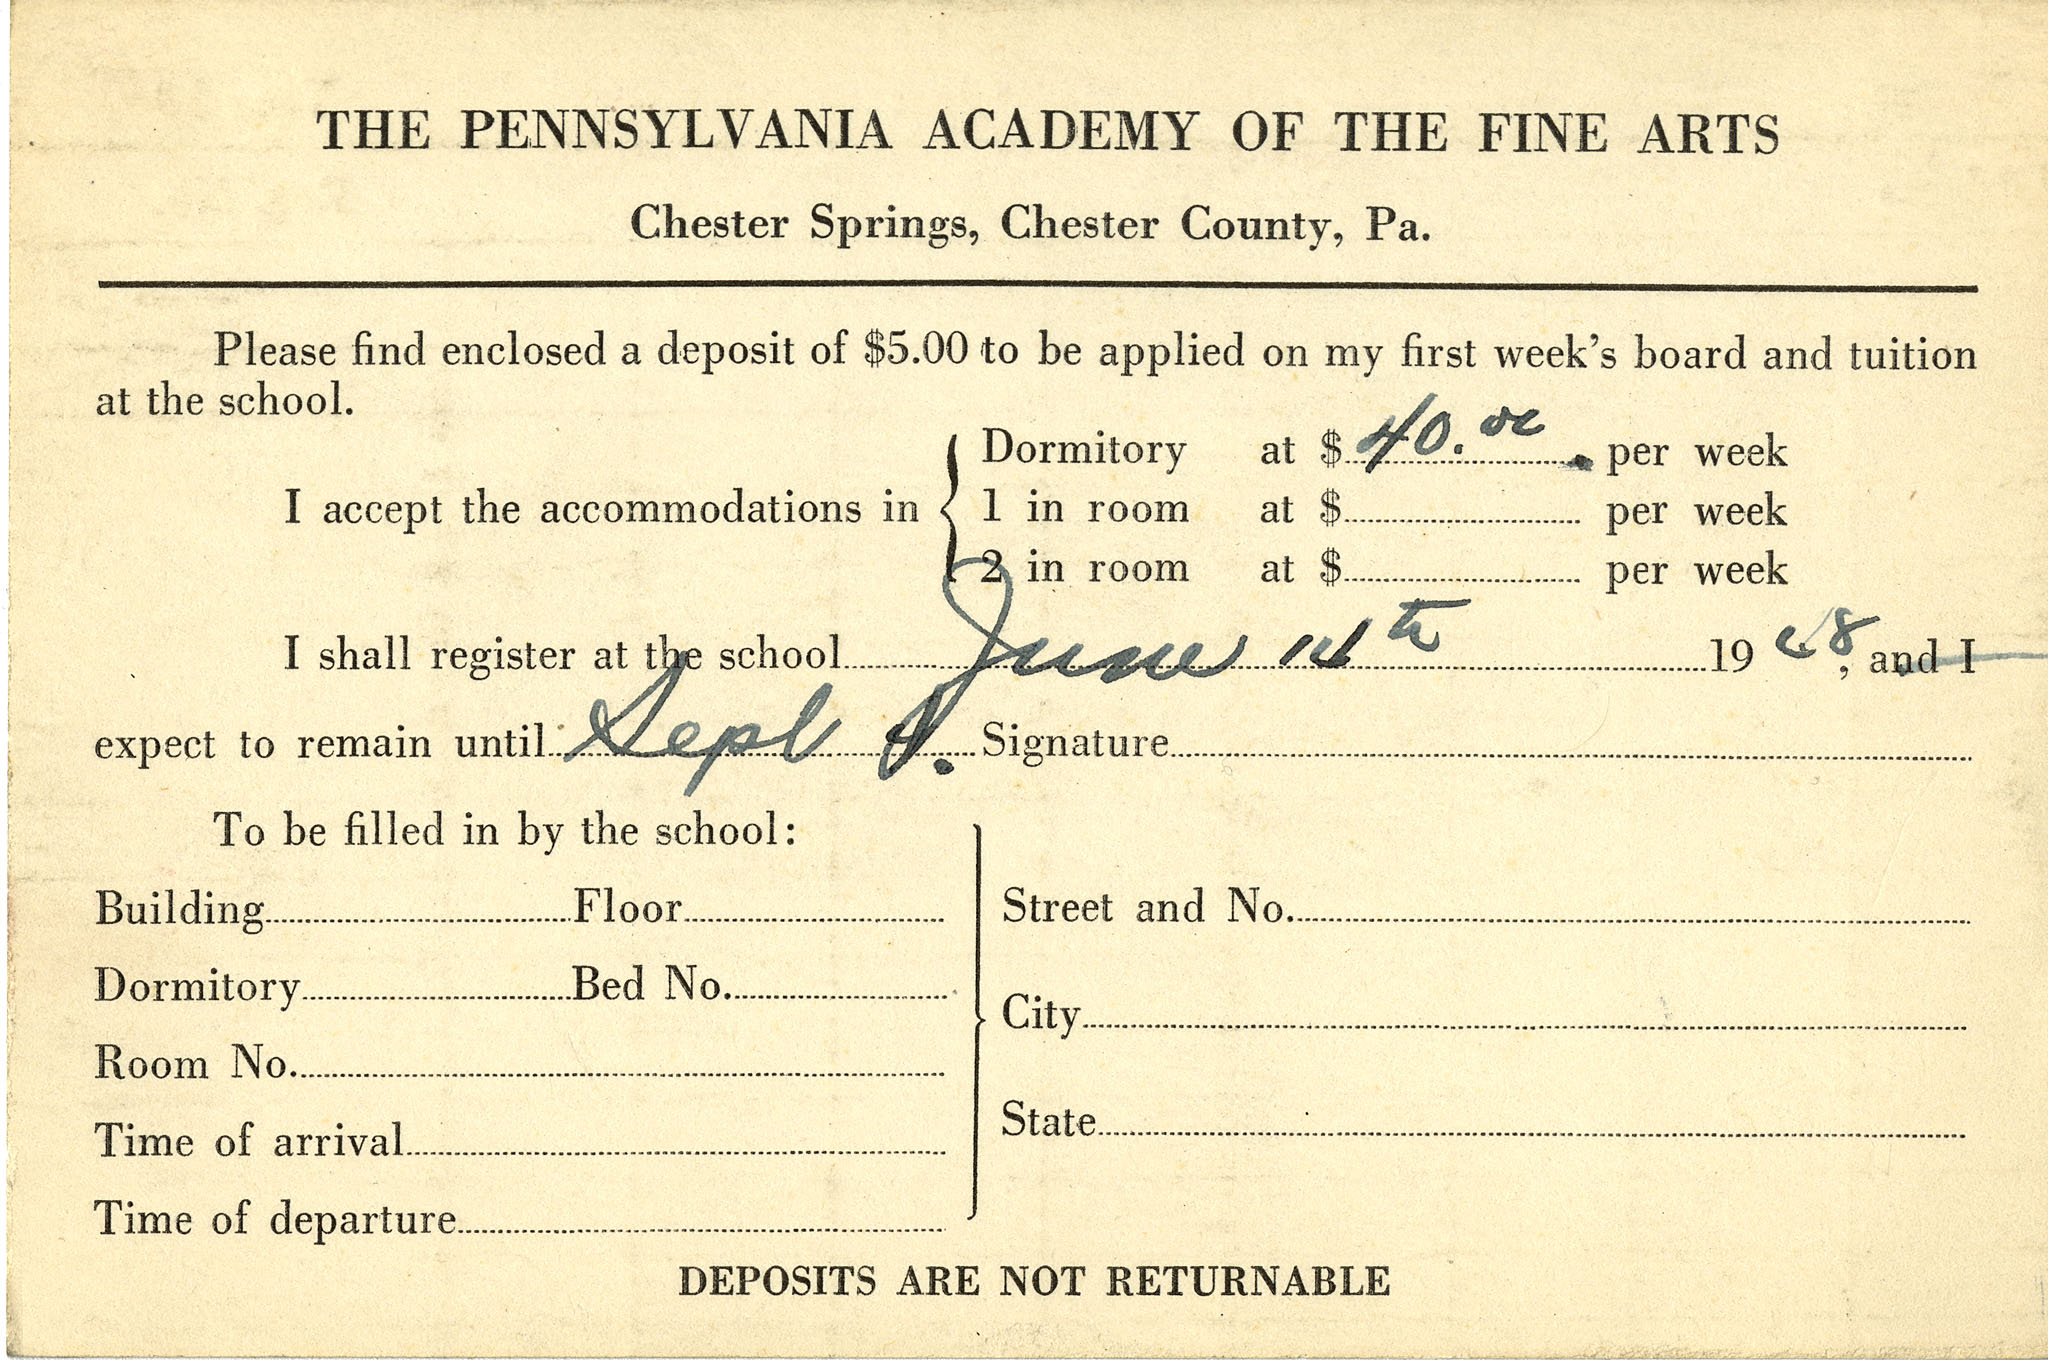 THE PENNSYLVANIA ACADEMY OF THE FINE ARTS
Chester Springs, Chester County, Pa.
Please find enclosed a deposit of $5.00 to be applied on my first week's board and tuition
at the school.
I accept the accommodations in { Dormitory at $ 40.00 per week
1 in room at $ per week
2 in room at $ per week
I shall register at the school June 14th 1948, and I
expect to remain until Sept Signature
To be filled in by the school:
Building Floor Street and No.
Dormitory Bed No.
City
Room No.
State
Time of arrival
Time of departure
DEPOSITS ARE NOT RETURNABLE